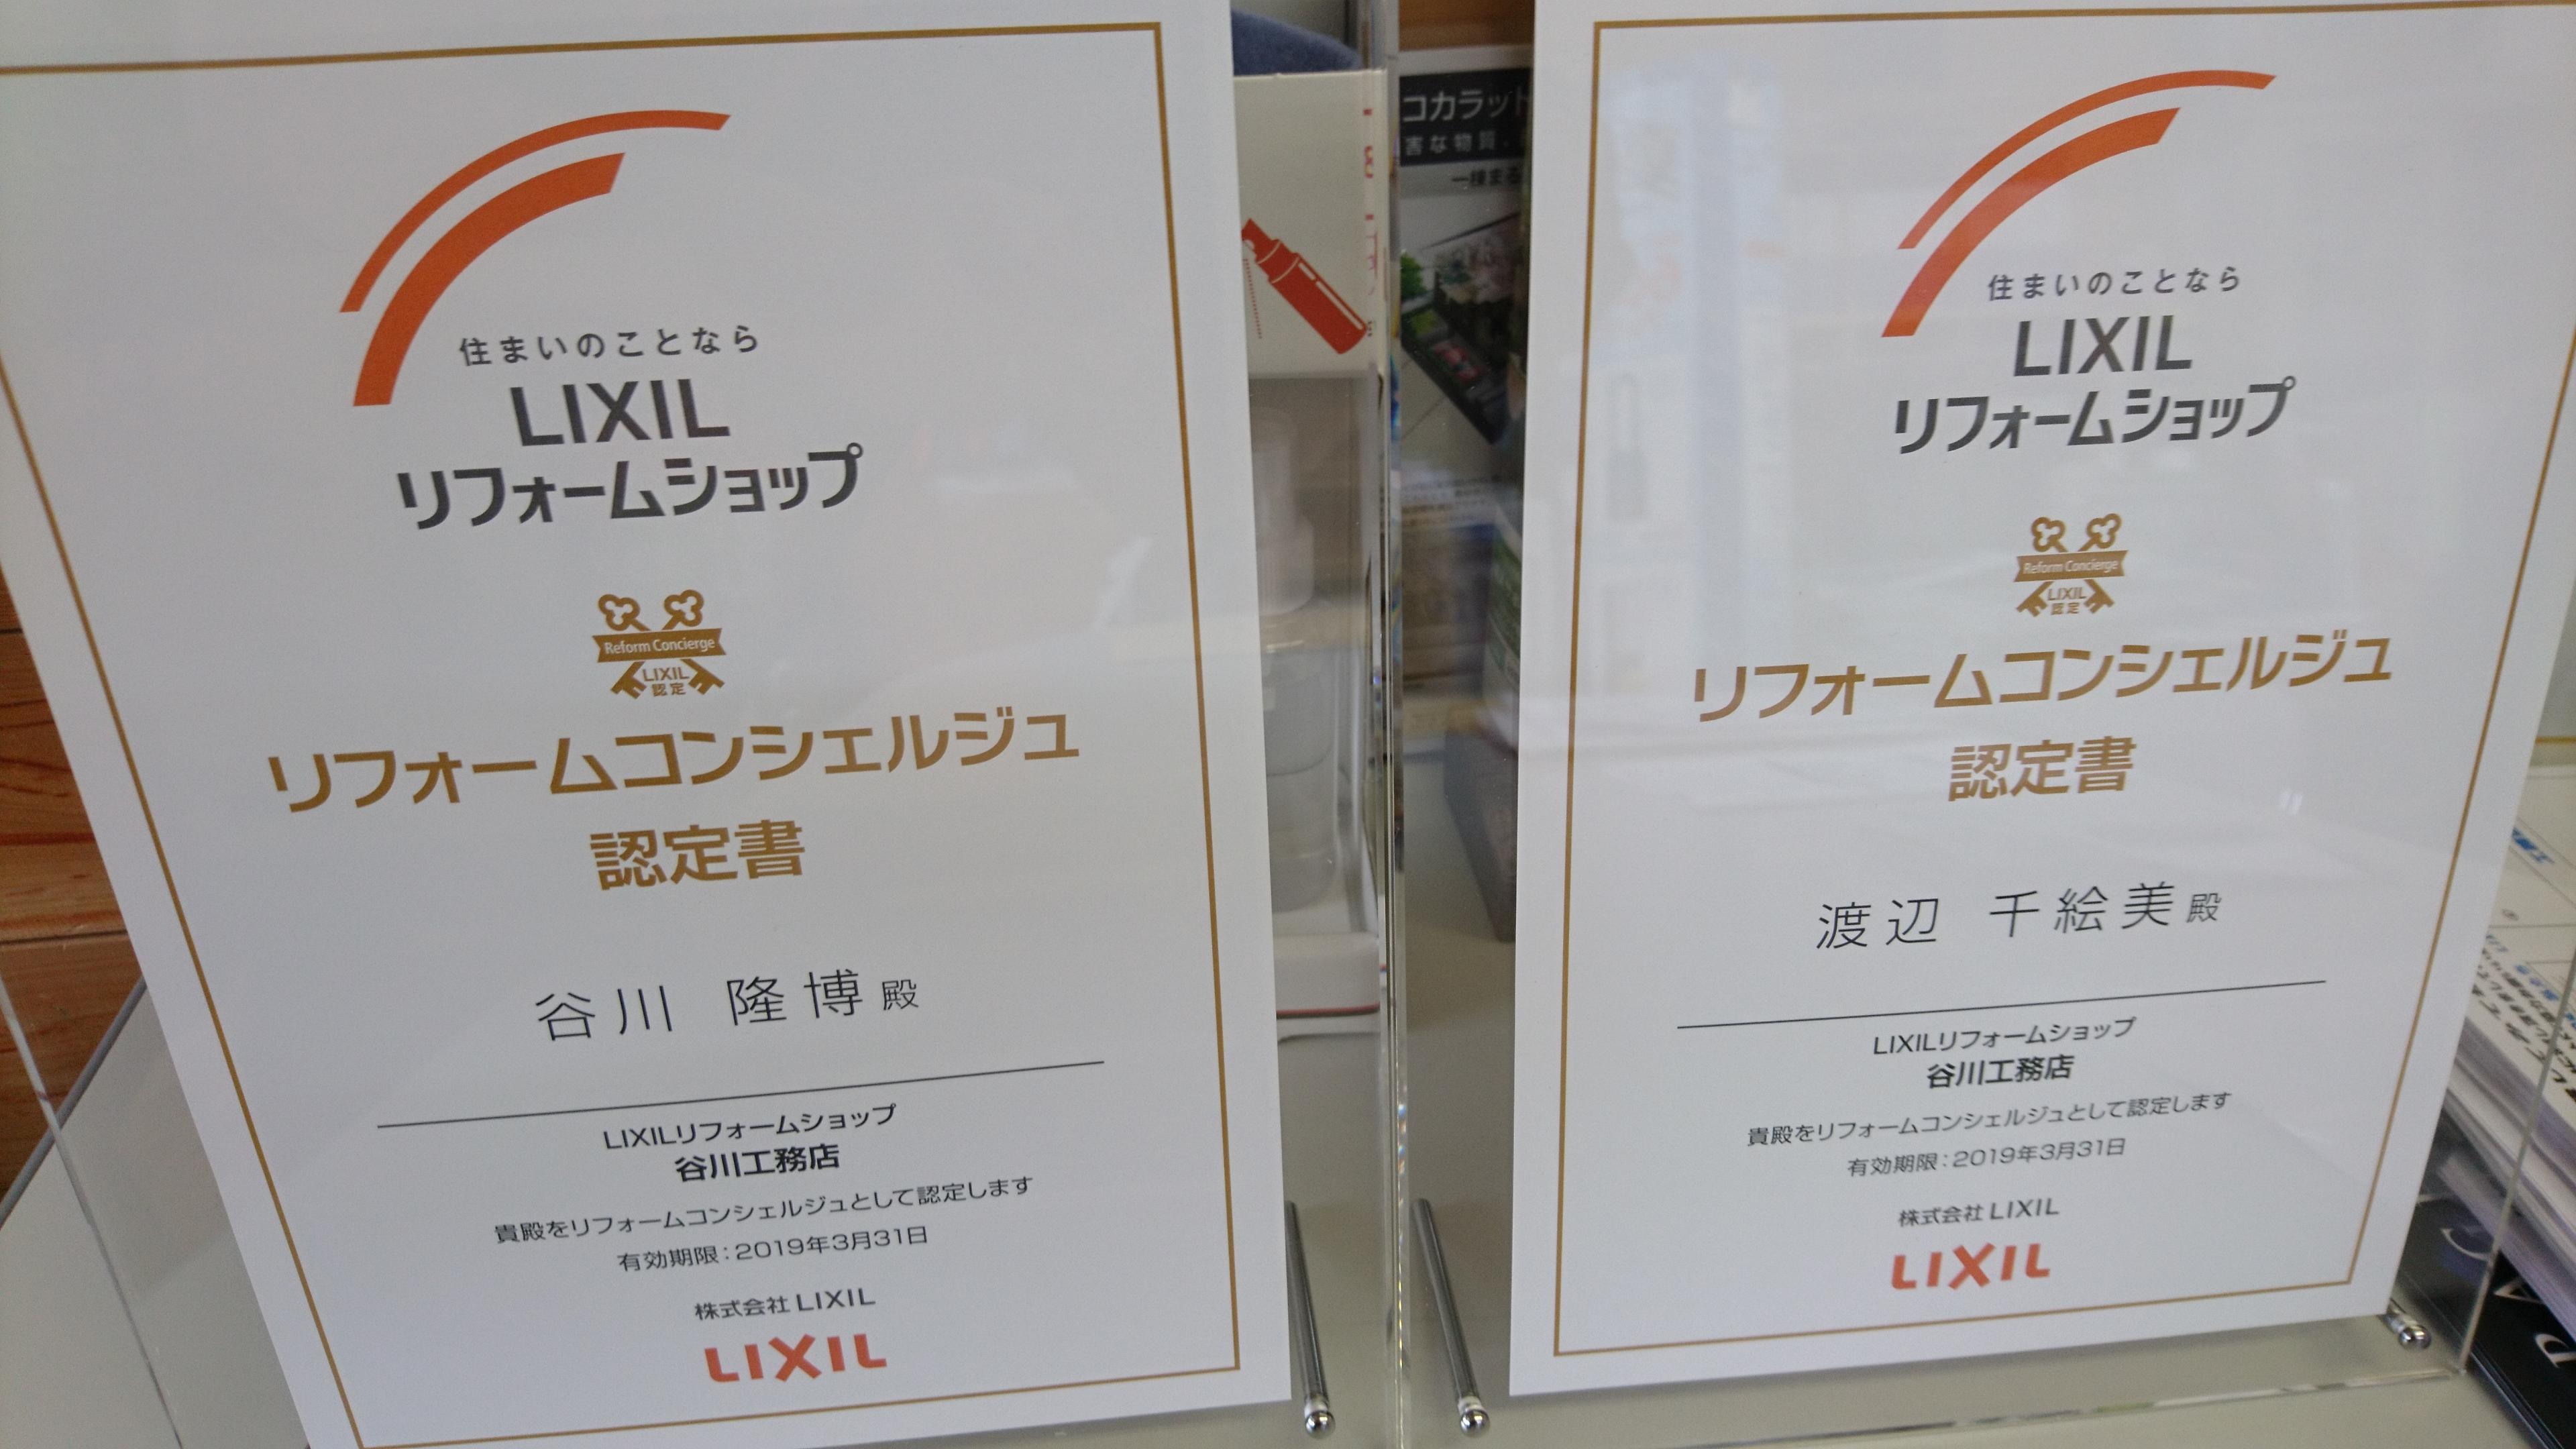 住まいのことなら
LIXIL
リフォームショップ
Reform Concierge
LIXIL
認定
リフォームコンシェルジュ
認定書
谷川 隆博 殿
LIXILリフォームショップ
谷川工務店
貴殿をリフォームコンシェルジュとして認定します
有効期限：2019年3月31日
株式会社 LIXIL
LIXIL
コカラット
害な物質、
一棟まる
住まいのことなら
LIXIL
リフォームショップ
Reform Concierge
LIXIL
認定
リフォームコンシェルジュ
認定書
渡辺 千絵美 殿
LIXILリフォームショップ
谷川工務店
貴殿をリフォームコンシェルジュとして認定します
有効期限：2019年3月31日
株式会社 LIXIL
LIXIL